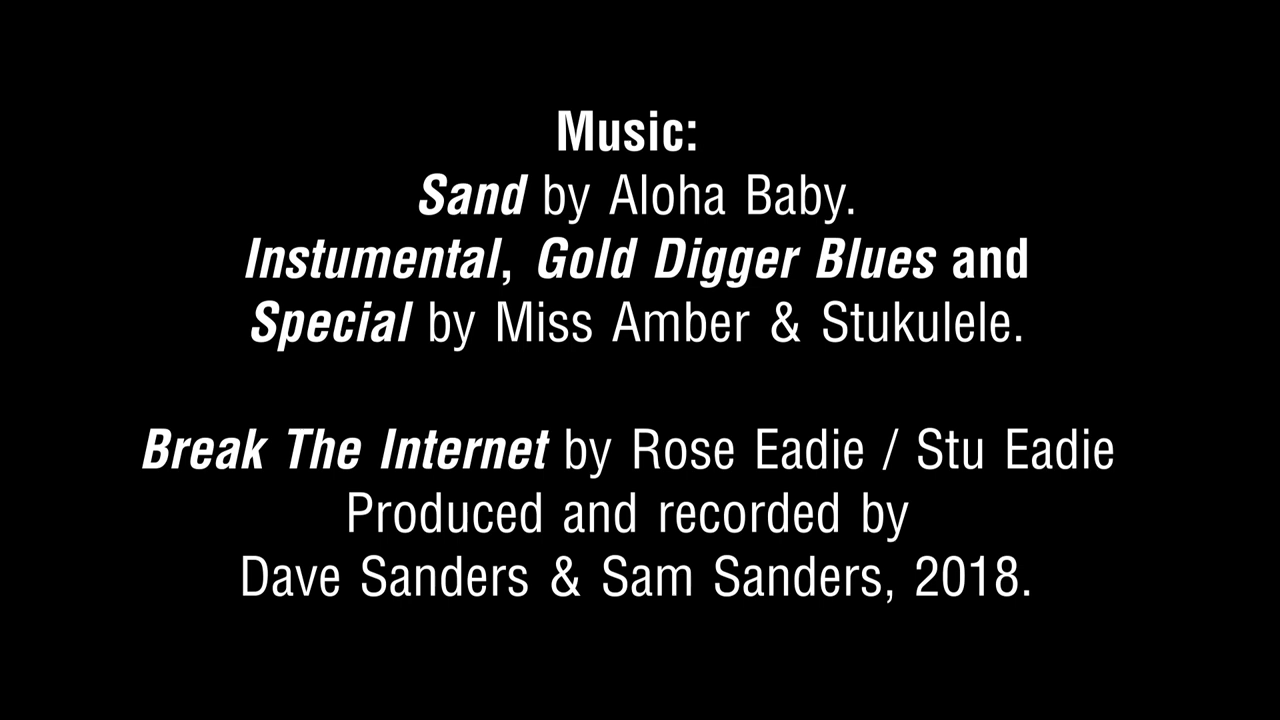 Music:
Sand by Aloha Baby.
Instumental, Gold Digger Blues and
Special by Miss Amber & Stukulele.
Break The Internet by Rose Eadie / Stu Eadie
Produced and recorded by
Dave Sanders & Sam Sanders, 2018.